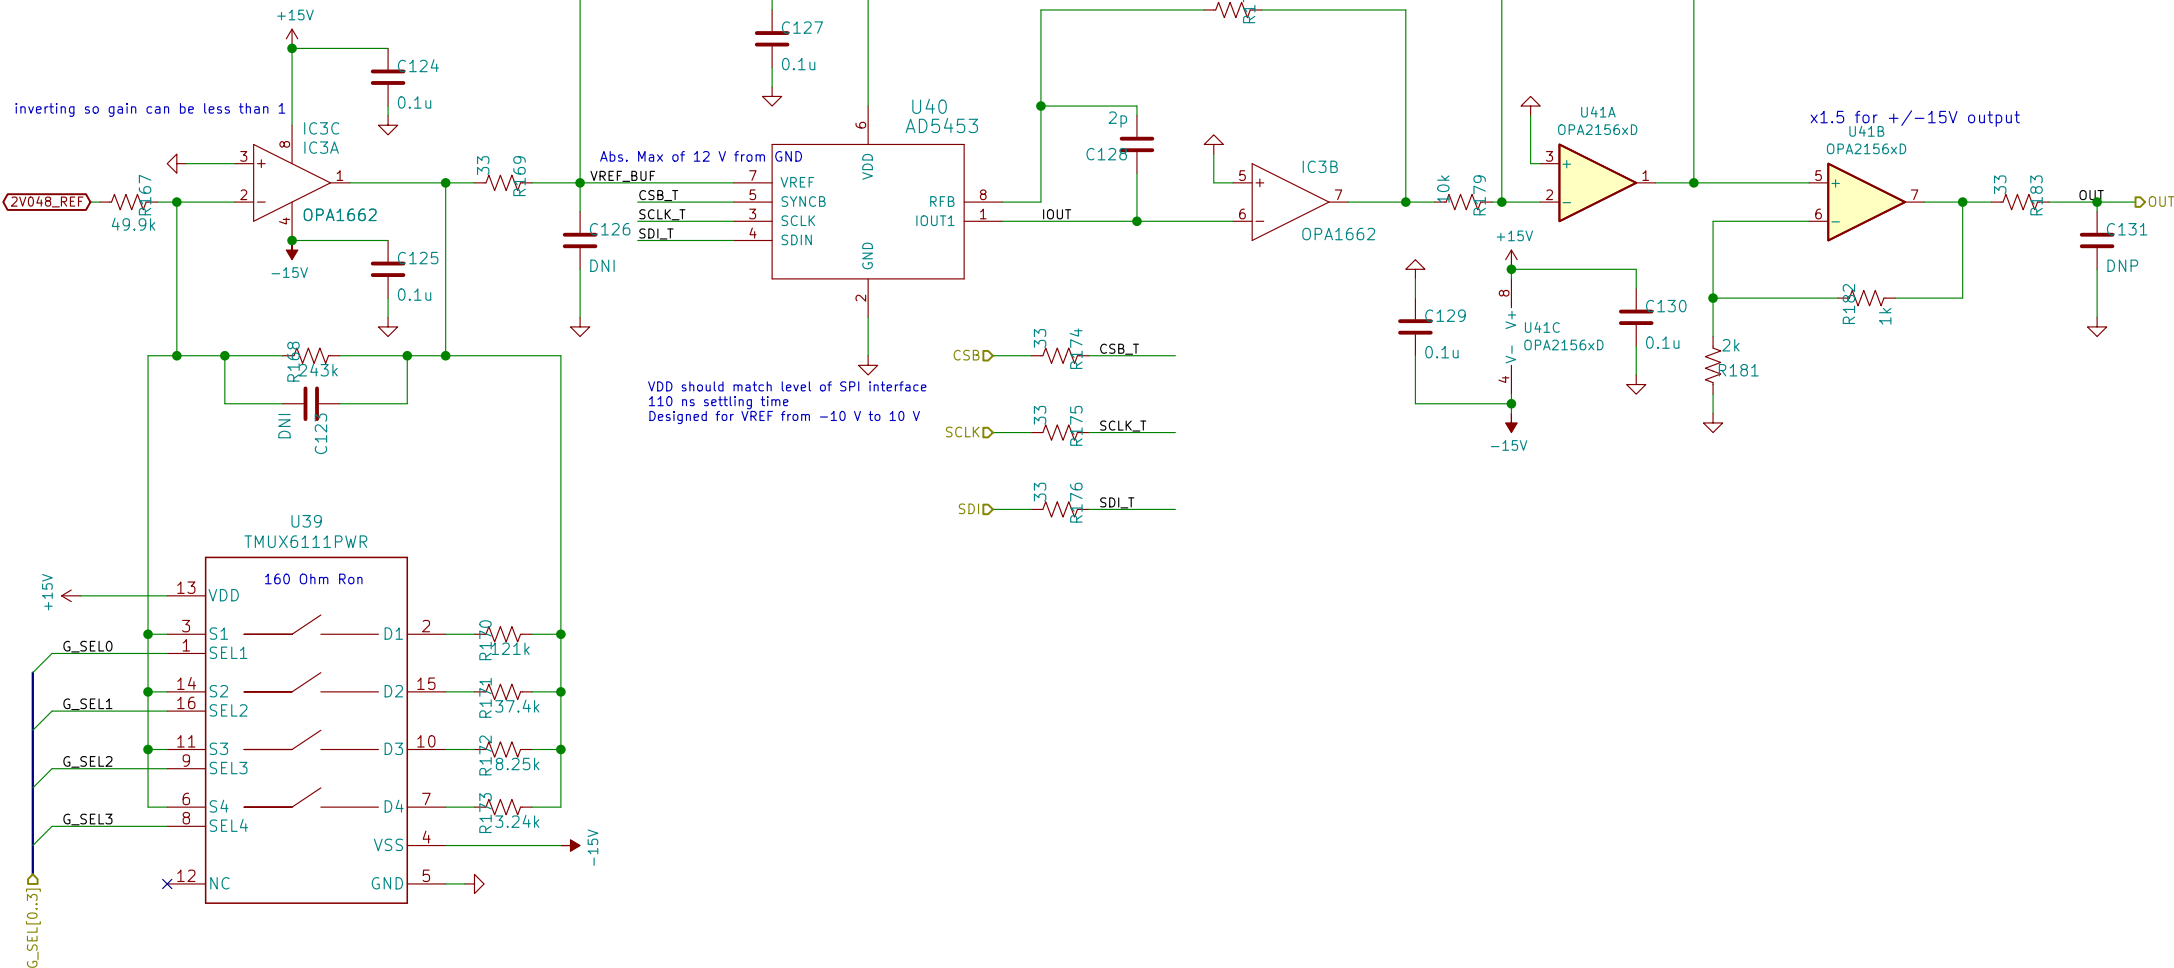 +15V
C124
0.1u
inverting so gain can be less than 1
IC3C
IC3A
8
3
2
1
4
+
−
OPA1662
2V048_REF
R167
49.9k
-15V
C125
0.1u
33
R169
VREF_BUF
C126
DNI
R168
243k
DNI
C123
C127
0.1u
Abs. Max of 12 V from GND
CSB_T
SCLK_T
SDI_T
U40
AD5453
6
VDD
7
VREF
5
SYNCB
3
SCLK
4
SDIN
RFB
8
IOUT1
1
GND
2
IOUT
VDD should match level of SPI interface
110 ns settling time
Designed for VREF from −10 V to 10 V
2p
C128
IC3B
5
+
6
−
7
OPA1662
10k
R179
U41A
OPA2156xD
3
+
2
−
1
x1.5 for +/−15V output
U41B
OPA2156xD
5
+
6
−
7
33
R183
OUT
OUT
C131
DNP
R182
1k
2k
R181
+15V
8
V+
U41C
OPA2156xD
V−
4
-15V
C129
0.1u
C130
0.1u
CSB
33
R174
CSB_T
SCLK
33
R175
SCLK_T
SDI
33
R176
SDI_T
U39
TMUX6111PWR
160 Ohm Ron
+15V
13
VDD
3
S1
D1
2
R170
121k
G_SEL0
1
SEL1
14
S2
D2
15
R171
37.4k
G_SEL1
16
SEL2
11
S3
D3
10
R172
8.25k
G_SEL2
9
SEL3
6
S4
D4
7
R173
3.24k
G_SEL3
8
SEL4
VSS
4
-15V
12
NC
GND
5
G_SEL[0..3]